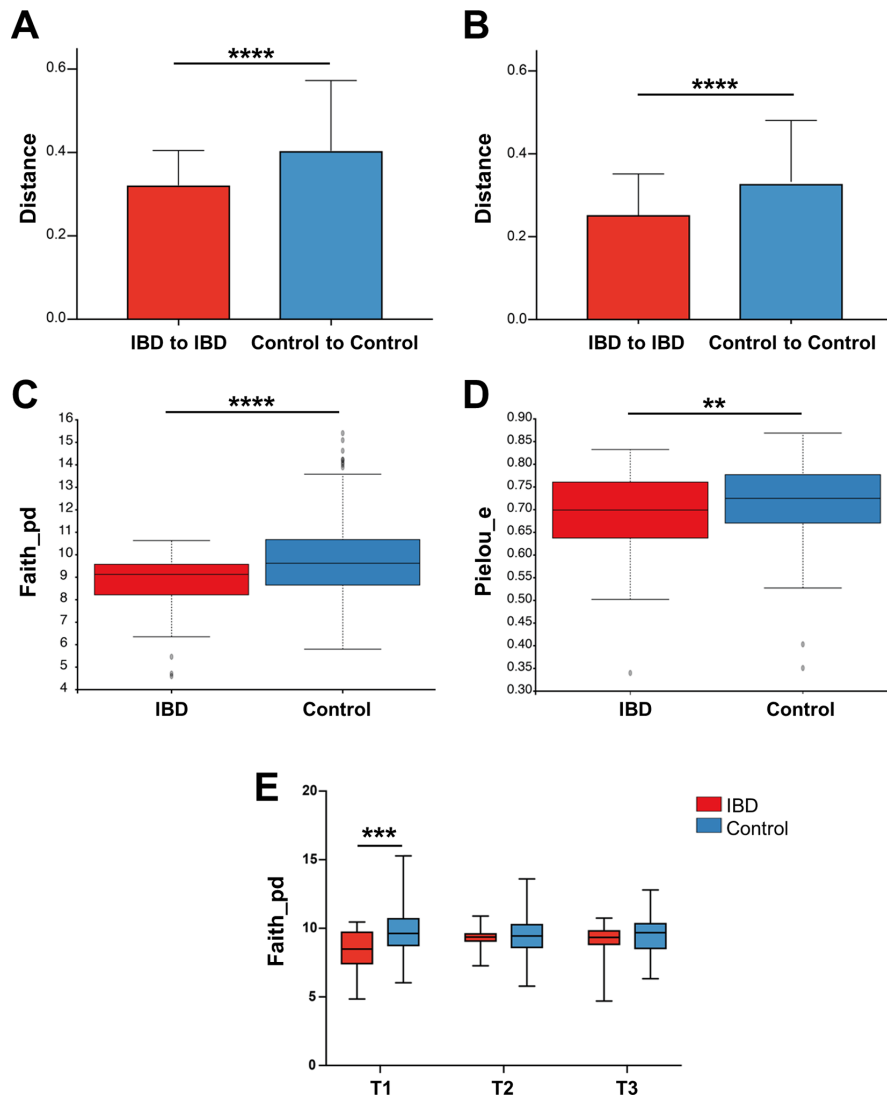 A
B
****
****
0.6
0.4
0.2
0.0
Distance
IBD to IBD
Control to Control
0.6
0.4
0.2
0.0
Distance
IBD to IBD
Control to Control
C
D
****
**
16
15
14
13
12
11
10
9
8
7
6
5
4
Faith_pd
IBD
Control
0.90
0.85
0.80
0.75
0.70
0.65
0.60
0.55
0.50
0.45
0.40
0.35
0.30
Pielou_e
IBD
Control
E
***
20
15
10
5
0
Faith_pd
T1
T2
T3
IBD
Control